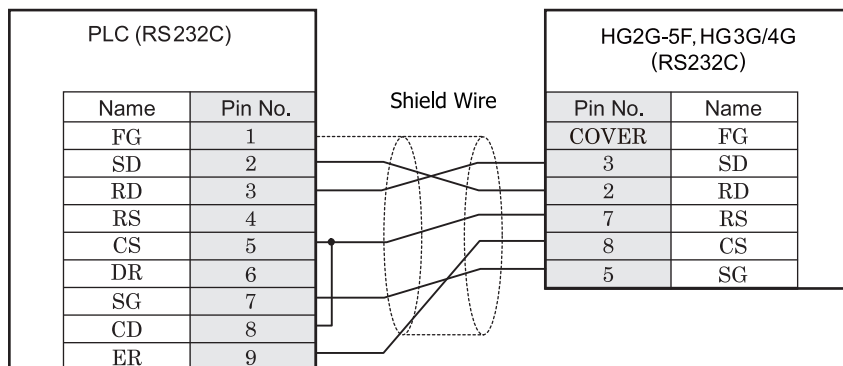 PLC (RS232C)
Name Pin No.
FG 1
SD 2
RD 3
RS 4
CS 5
DR 6
SG 7
CD 8
ER 9
Shield Wire
HG2G-5F, HG3G/4G
(RS232C)
Pin No. Name
COVER FG
3 SD
2 RD
7 RS
8 CS
5 SG